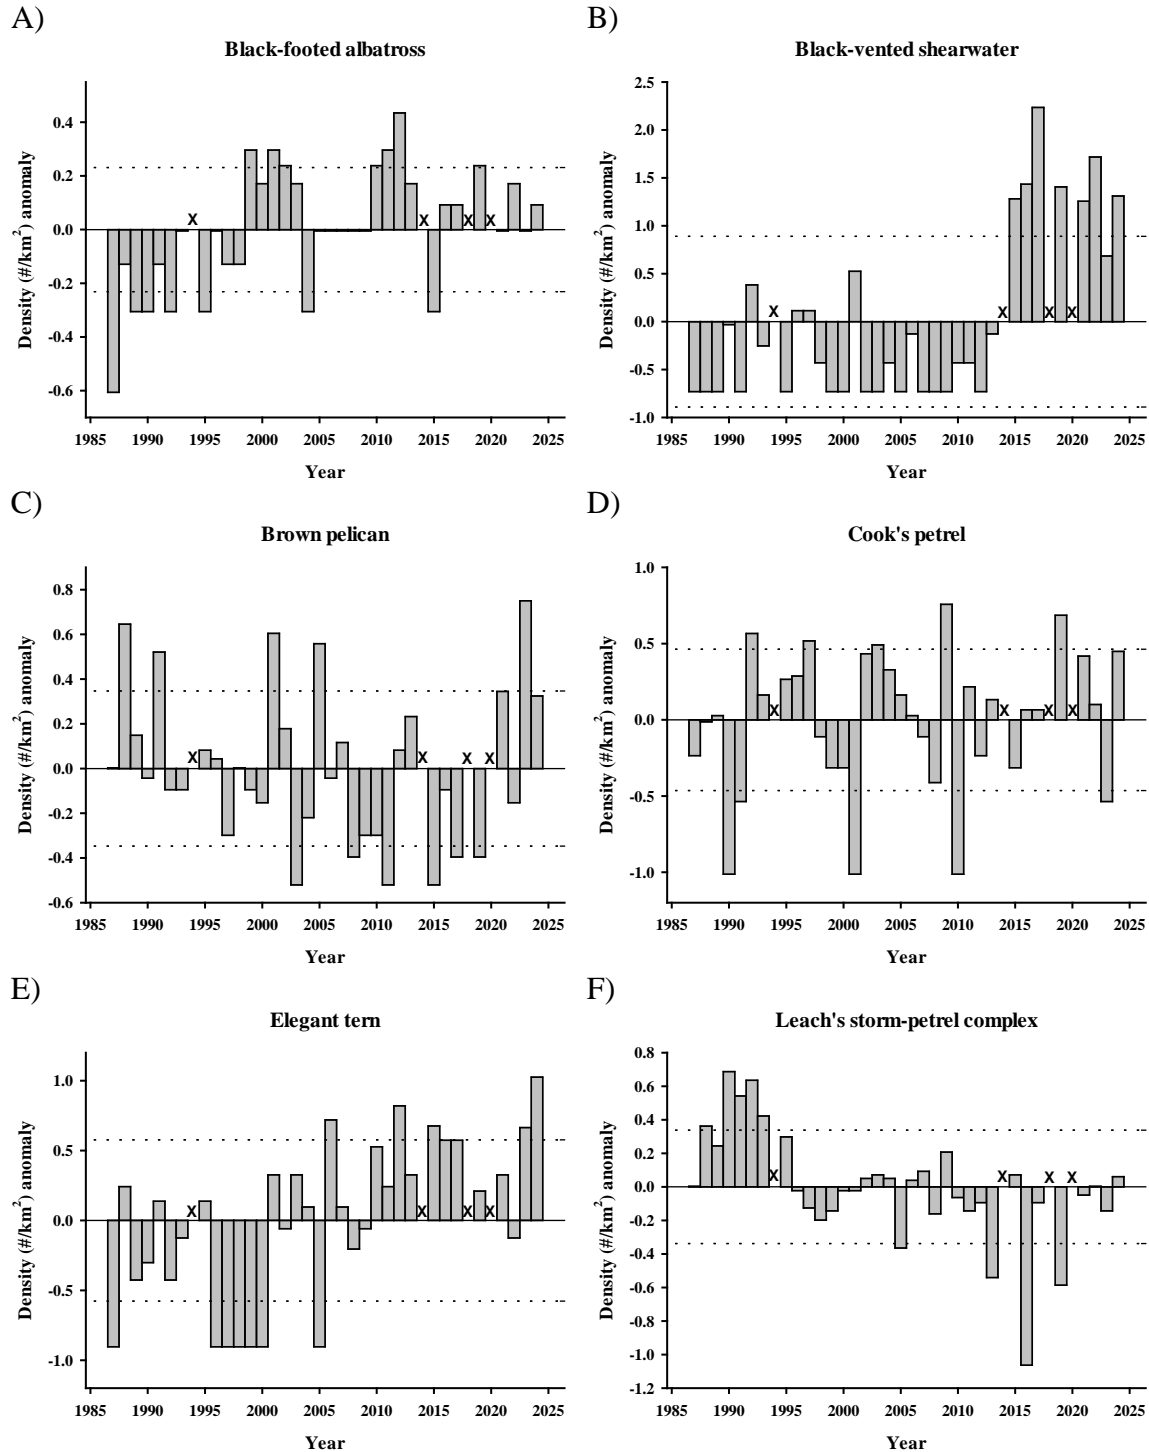 A)
Black-footed albatross
Density (#/km²) anomaly
0.4
0.2
0.0
-0.2
-0.4
-0.6
X X X X
1985 1990 1995 2000 2005 2010 2015 2020 2025
Year
B)
Black-vented shearwater
Density (#/km²) anomaly
2.5
2.0
1.5
1.0
0.5
0.0
-0.5
-1.0
X X X X
1985 1990 1995 2000 2005 2010 2015 2020 2025
Year
C)
Brown pelican
Density (#/km²) anomaly
0.8
0.6
0.4
0.2
0.0
-0.2
-0.4
-0.6
X X X X
1985 1990 1995 2000 2005 2010 2015 2020 2025
Year
D)
Cook's petrel
Density (#/km²) anomaly
1.0
0.5
0.0
-0.5
-1.0
X X X X
1985 1990 1995 2000 2005 2010 2015 2020 2025
Year
E)
Elegant tern
Density (#/km²) anomaly
1.0
0.5
0.0
-0.5
-1.0
X X X X
1985 1990 1995 2000 2005 2010 2015 2020 2025
Year
F)
Leach's storm-petrel complex
Density (#/km²) anomaly
0.8
0.6
0.4
0.2
0.0
-0.2
-0.4
-0.6
-0.8
-1.0
-1.2
X X X X
1985 1990 1995 2000 2005 2010 2015 2020 2025
Year